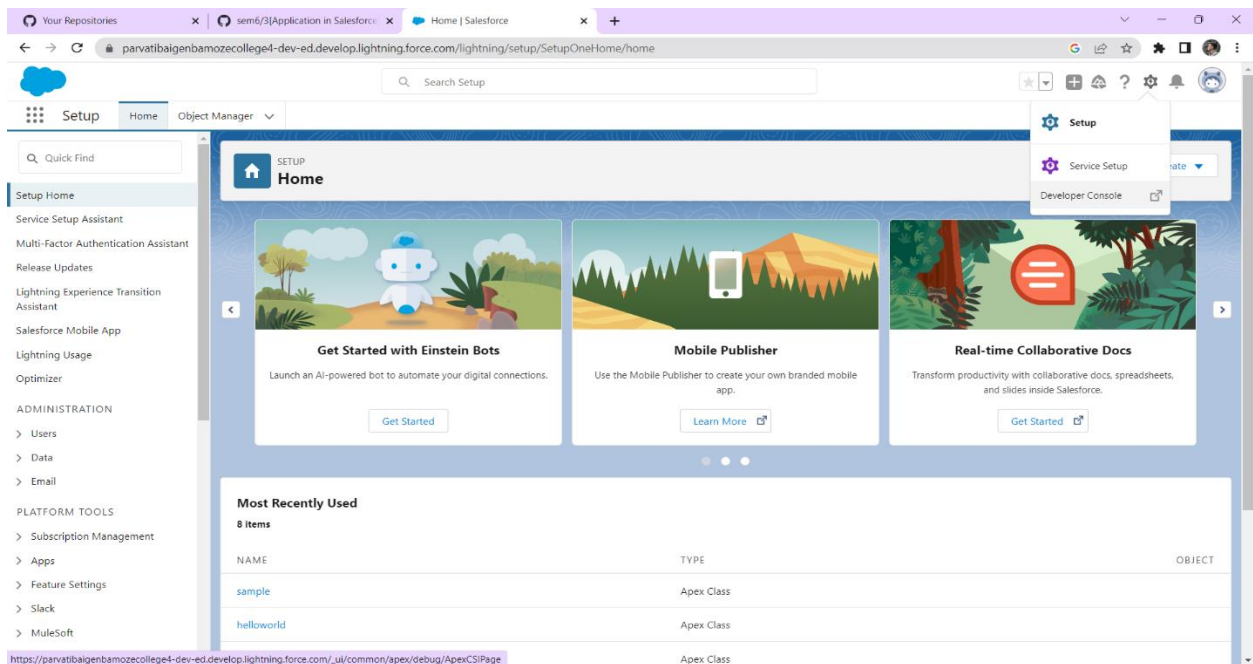 Your Repositories
sem6/3[Application in Salesforce
Home | Salesforce
parvatibaigenbamozecollege4-dev-ed.develop.lightning.force.com/lightning/setup/SetupOneHome/home
Search Setup
Setup
Home
Object Manager
Setup
Service Setup
Developer Console
eate
Quick Find
Setup Home
Service Setup Assistant
Multi-Factor Authentication Assistant
Release Updates
Lightning Experience Transition
Assistant
Salesforce Mobile App
Lightning Usage
Optimizer
ADMINISTRATION
Users
Data
Email
PLATFORM TOOLS
Subscription Management
Apps
Feature Settings
Slack
MuleSoft
SETUP
Home
Get Started with Einstein Bots
Launch an AI-powered bot to automate your digital connections.
Get Started
Mobile Publisher
Use the Mobile Publisher to create your own branded mobile
app.
Learn More
Real-time Collaborative Docs
Transform productivity with collaborative docs, spreadsheets,
and slides inside Salesforce.
Get Started
Most Recently Used
8 items
NAME TYPE OBJECT
sample Apex Class
helloworld Apex Class
Apex Class
https://parvatibaigenbamozecollege4-dev-ed.develop.lightning.force.com/_ui/common/apex/debug/ApexCSIPage